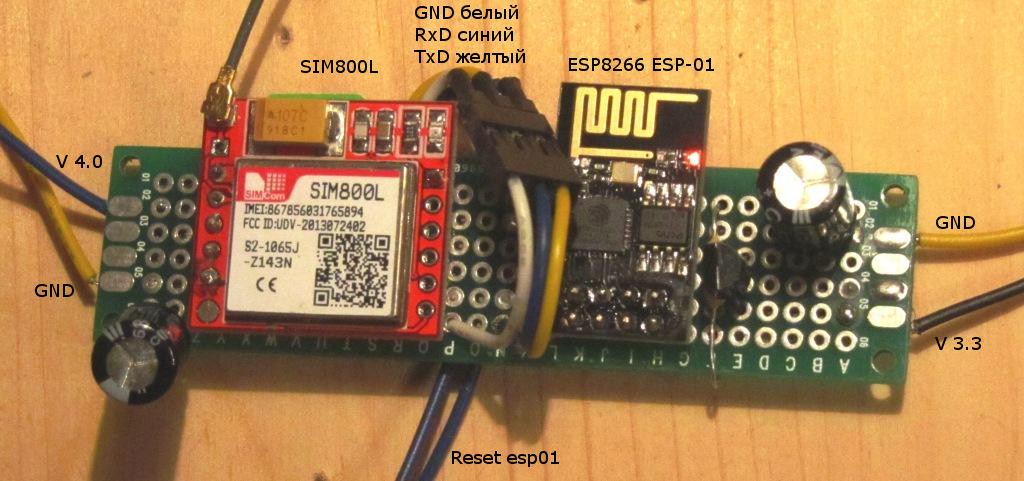 GND белый
RxD синий
TxD желтый
SIM800L
ESP8266 ESP-01
107C
918C1
V 4.0
GND
SIMCom
SIM800L
IMEI:867856031765894
FCC ID:UDV-2013072402
S2-1065J
-Z143N
CE
GND
V 3.3
01
02
03
04
05
01
02
03
04
05
06
Z Y X W V U T S R Q P O N L K J I H G E D C B A
Reset esp01